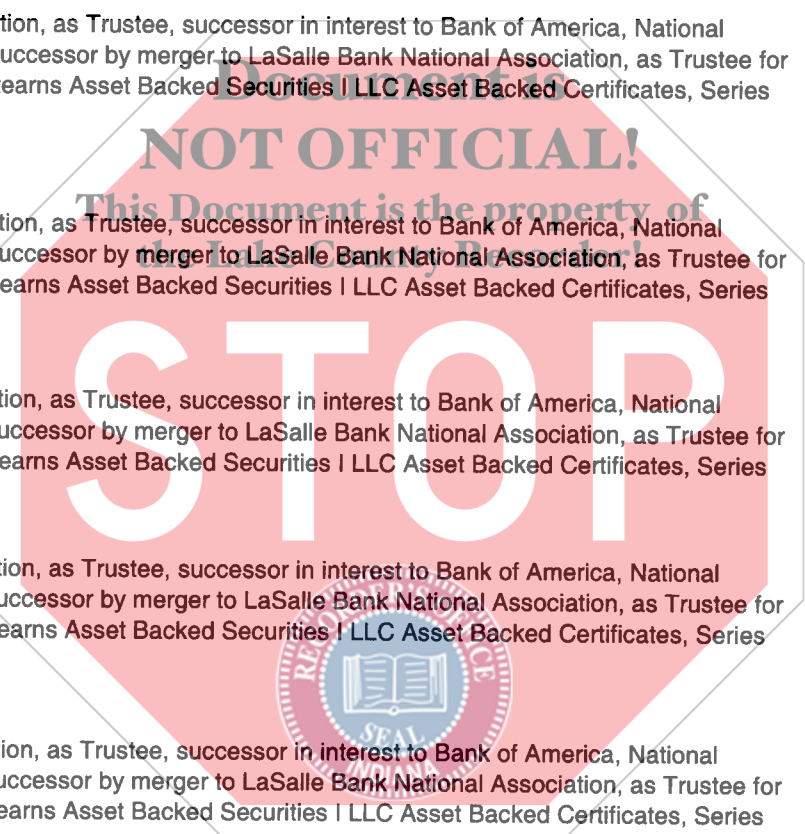 tion, as Trustee, successor in interest to Bank of America, National
uccessor by merger to LaSalle Bank National Association, as Trustee for
earns Asset Backed Securities I LLC Asset Backed Certificates, Series
Document is
NOT OFFICIAL!
This Document is the property of
the Lake County Recorder!
tion, as Trustee, successor in interest to Bank of America, National
uccessor by merger to LaSalle Bank National Association, as Trustee for
earns Asset Backed Securities I LLC Asset Backed Certificates, Series
STOP
tion, as Trustee, successor in interest to Bank of America, National
uccessor by merger to LaSalle Bank National Association, as Trustee for
earns Asset Backed Securities I LLC Asset Backed Certificates, Series
tion, as Trustee, successor in interest to Bank of America, National
uccessor by merger to LaSalle Bank National Association, as Trustee for
earns Asset Backed Securities I LLC Asset Backed Certificates, Series
RECORDER'S OFFICE
SEAL
INDIANA
tion, as Trustee, successor in interest to Bank of America, National
uccessor by merger to LaSalle Bank National Association, as Trustee for
earns Asset Backed Securities I LLC Asset Backed Certificates, Series